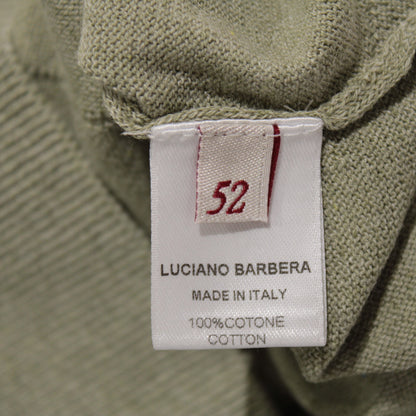 52
LUCIANO BARBERA
MADE IN ITALY
100%COTONE
COTTON